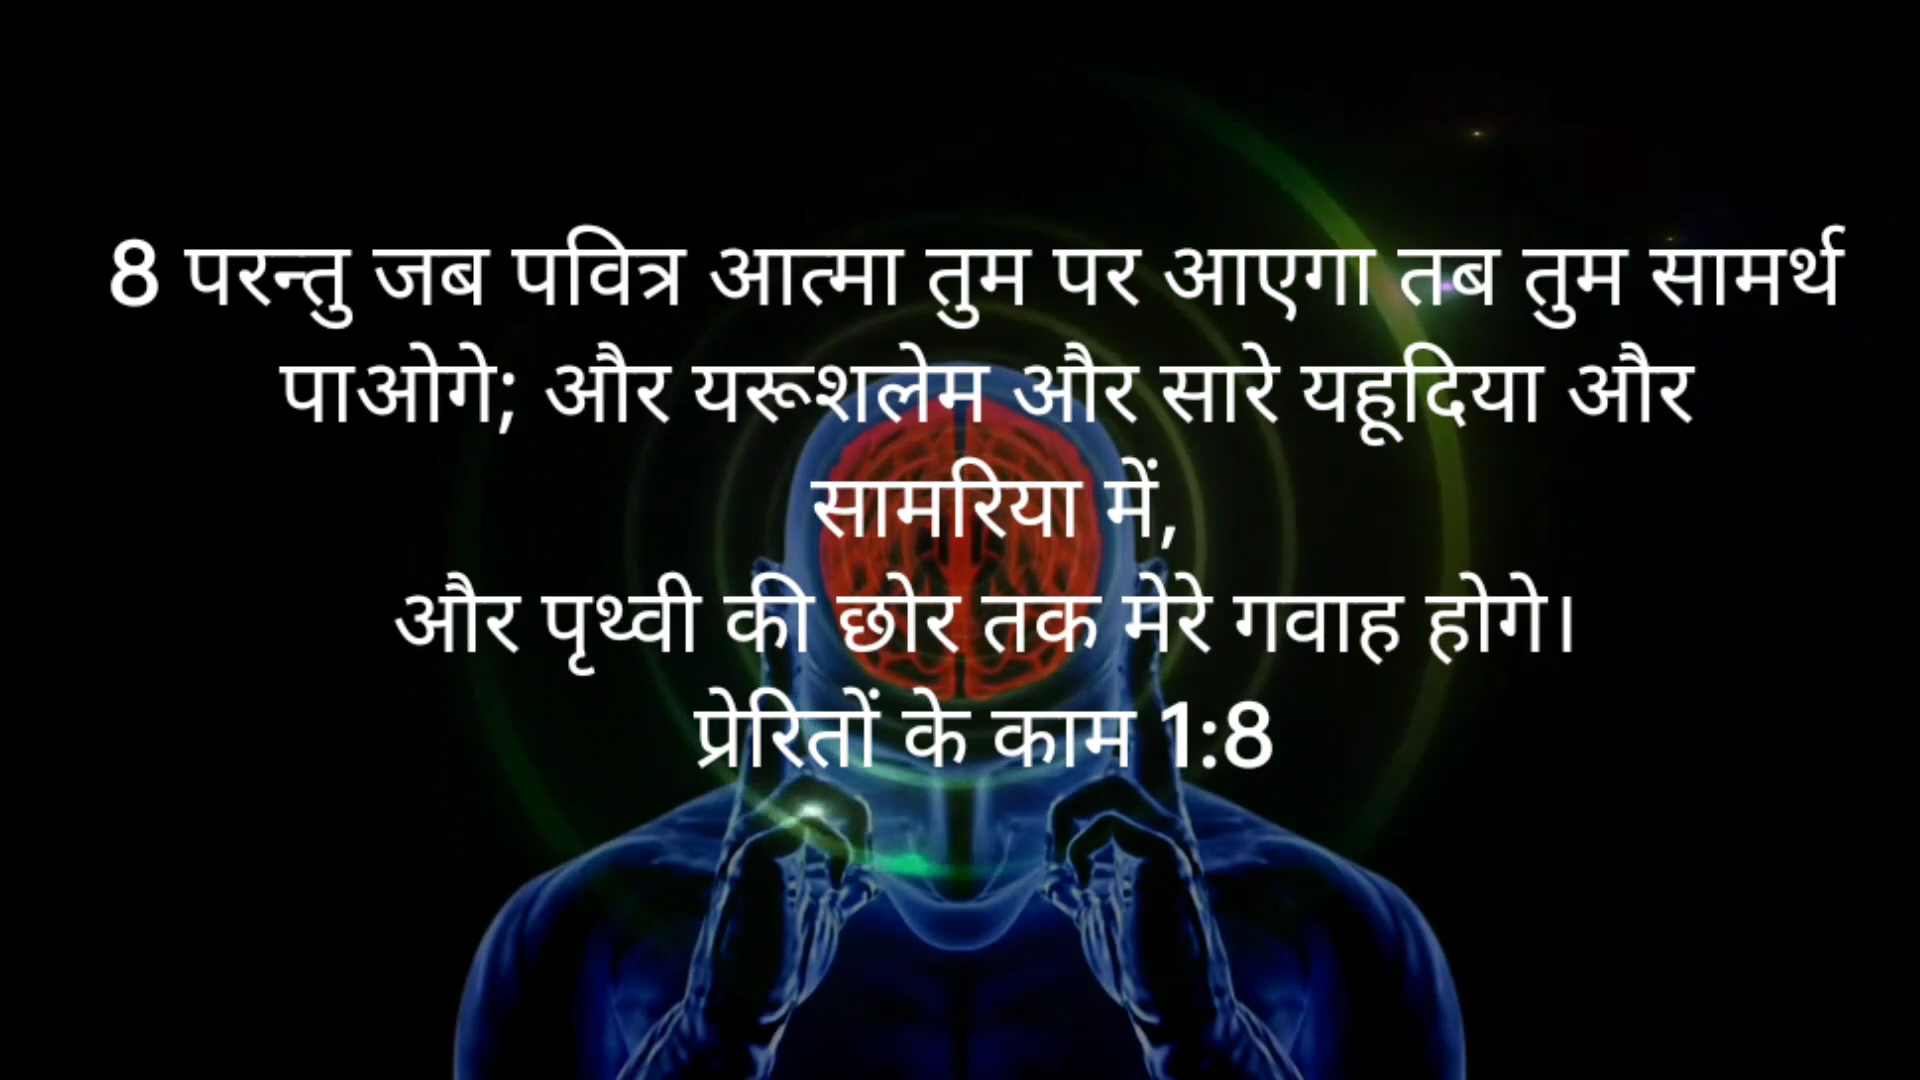 8 परन्तु जब पवित्र आत्मा तुम पर आएगा तब तुम सामर्थ
पाओगे; और यरूशलेम और सारे यहूदिया और
सामरिया में,
और पृथ्वी की छोर तक मेरे गवाह होगे।
प्रेरितों के काम 1:8